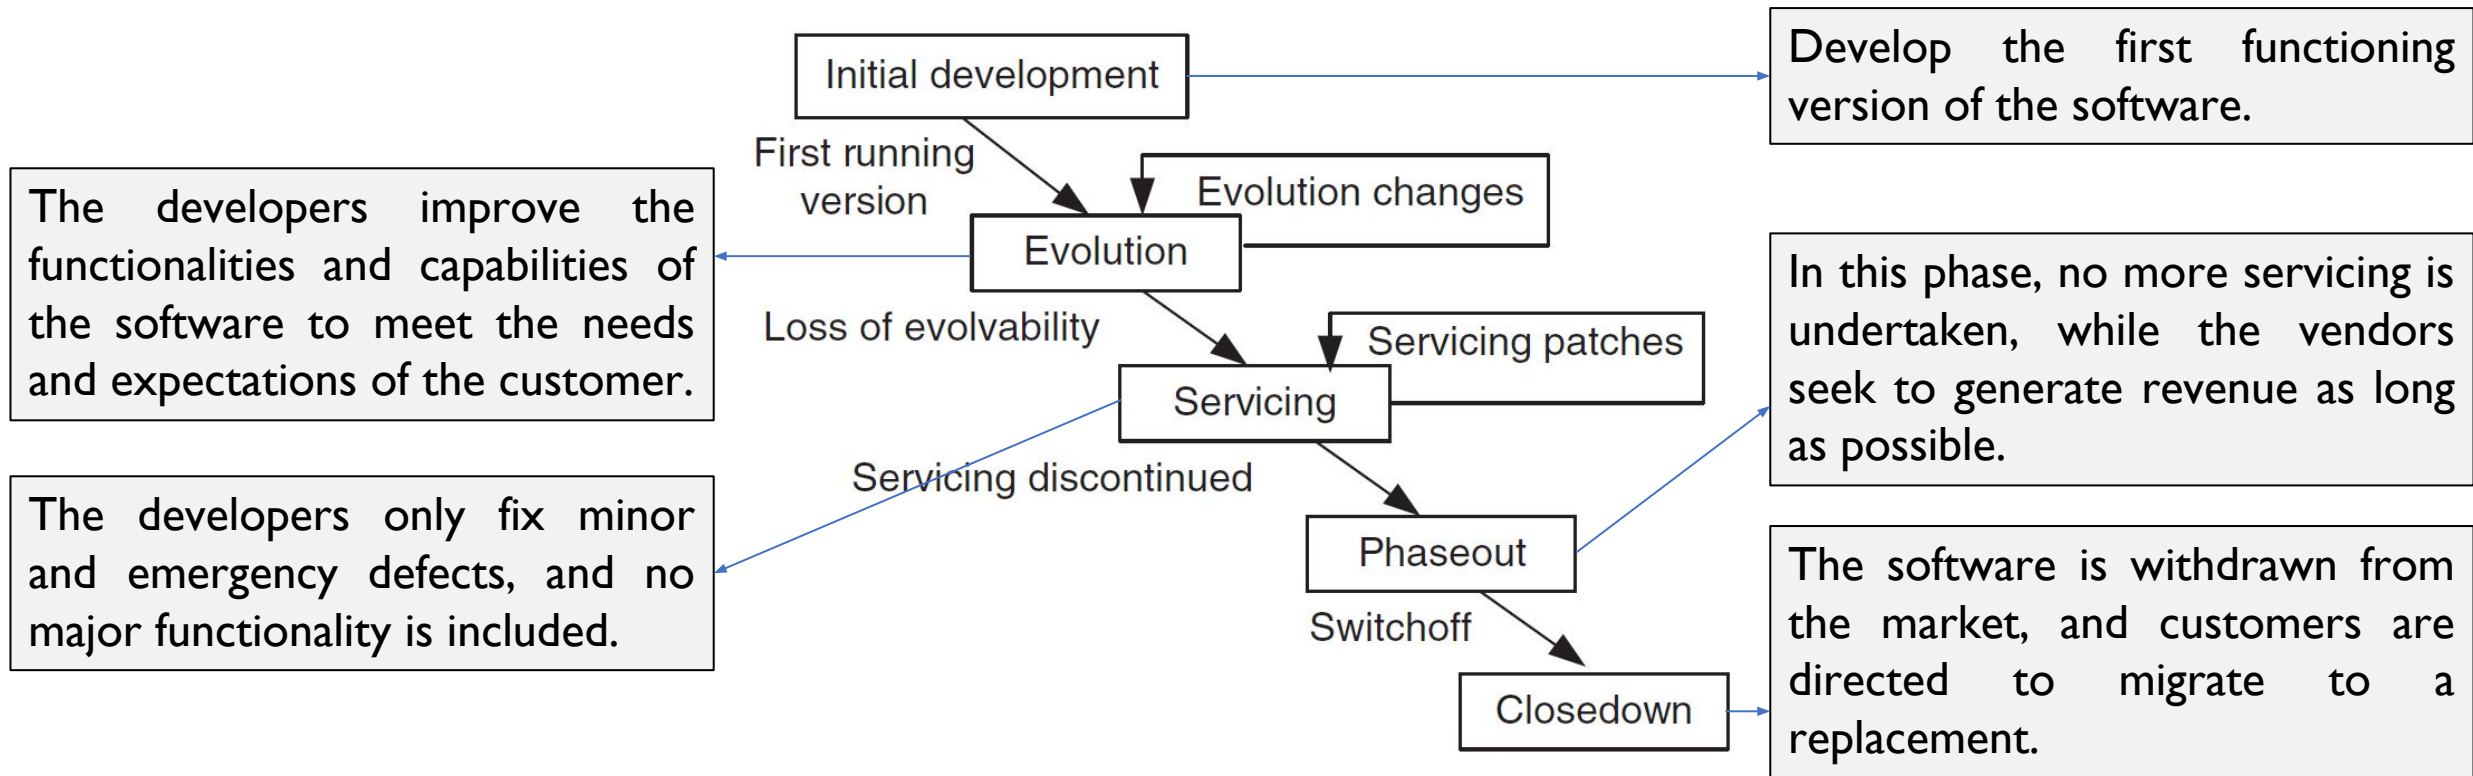 Initial development
Develop the first functioning
version of the software.
First running
version
Evolution changes
The developers improve the
functionalities and capabilities of
the software to meet the needs
and expectations of the customer.
Evolution
In this phase, no more servicing is
undertaken, while the vendors
seek to generate revenue as long
as possible.
Loss of evolvability
Servicing patches
Servicing
Servicing discontinued
The developers only fix minor
and emergency defects, and no
major functionality is included.
Phaseout
The software is withdrawn from
the market, and customers are
directed to migrate to a
replacement.
Switchoff
Closedown